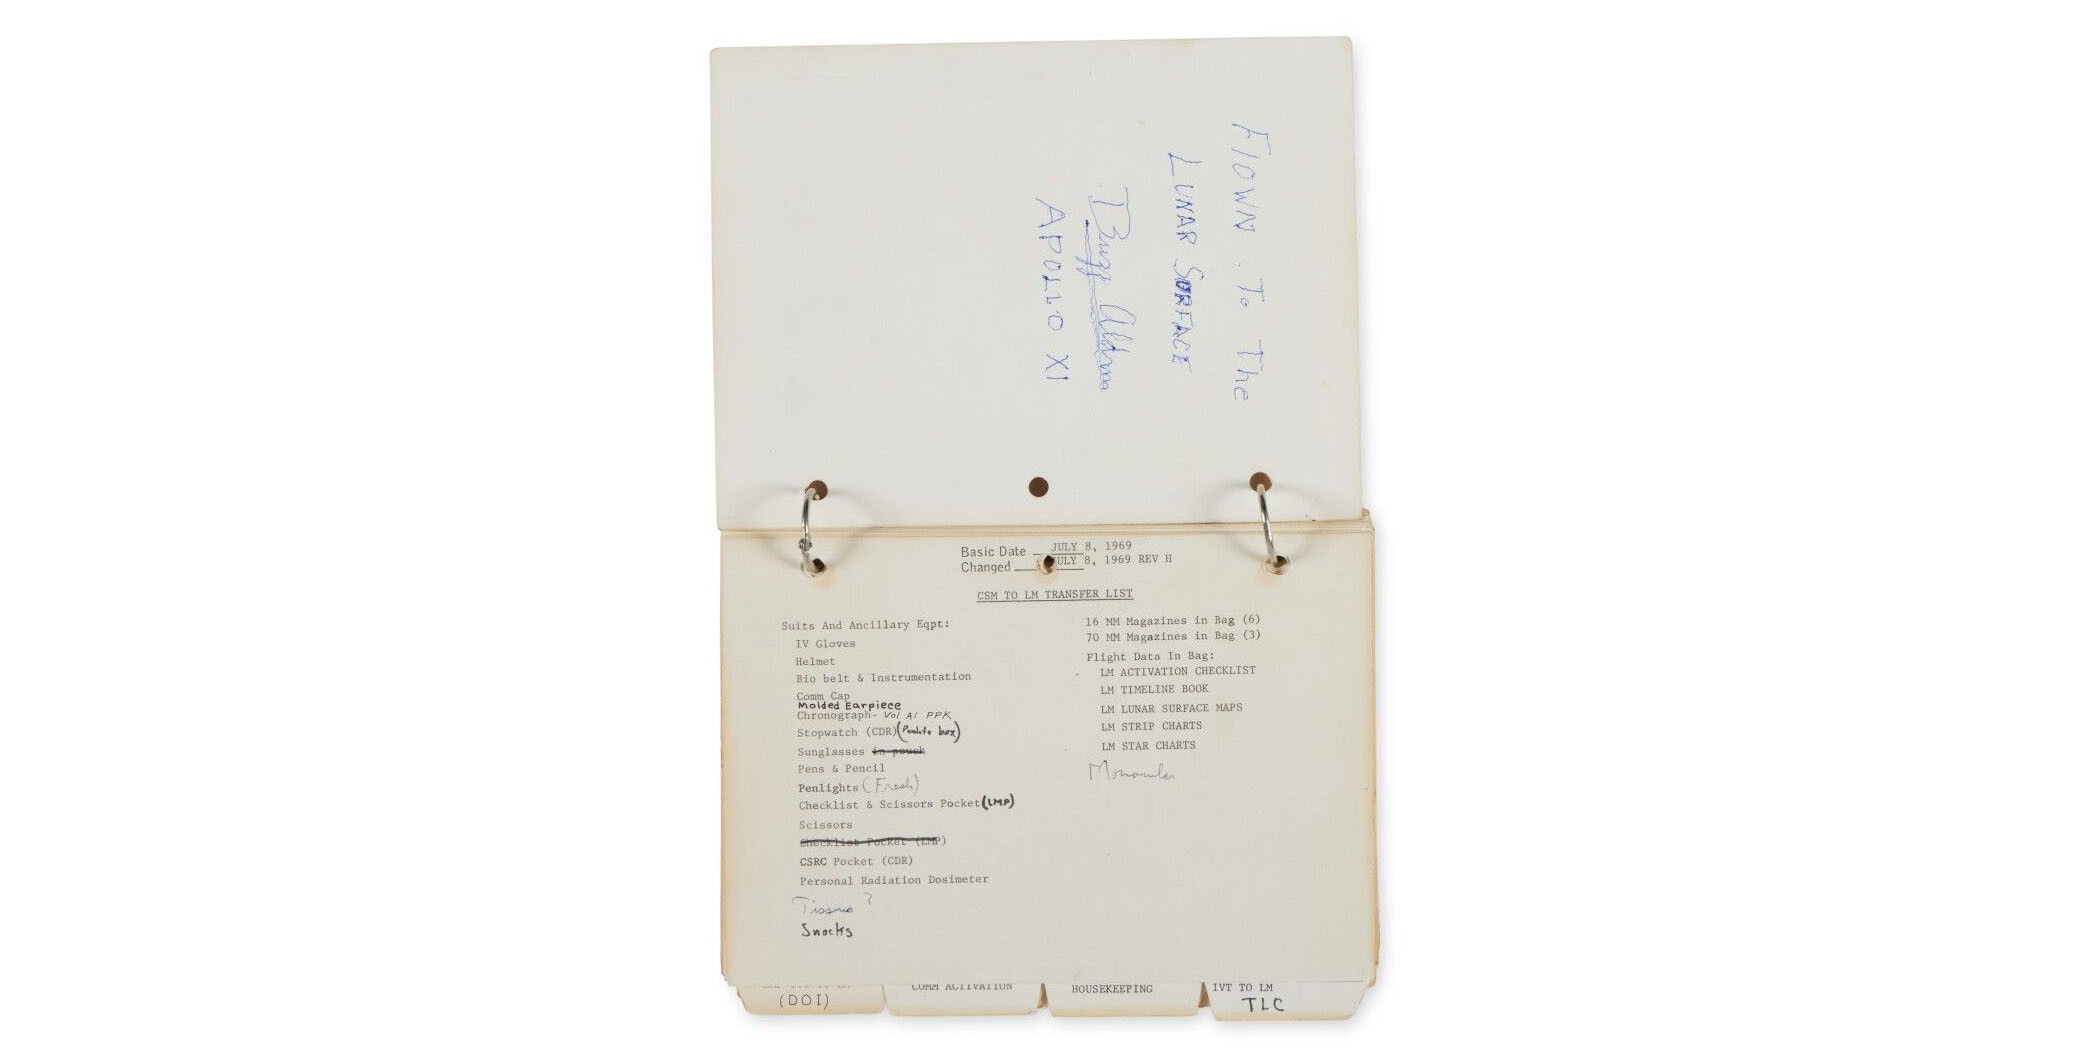 Flown To The
LUNAR SURFACE
Buzz Aldrin
APOLLO XI
Basic Date JULY 8, 1969
Changed JULY 8, 1969 REV H
CSM TO LM TRANSFER LIST
Suits And Ancillary Eqpt:
IV Gloves
Helmet
Bio belt & Instrumentation
Comm Cap
Molded Earpiece
Chronograph- Vol A1 PPK
Stopwatch (CDR) box)
Sunglasses in pouch
Pens & Pencil
Penlights (Fresh)
Checklist & Scissors Pocket (LMP)
Scissors
Checklist Pocket (LMP)
CSRC Pocket (CDR)
Personal Radiation Dosimeter
Tissues ?
Snacks
16 MM Magazines in Bag (6)
70 MM Magazines in Bag (3)
Flight Data In Bag:
LM ACTIVATION CHECKLIST
LM TIMELINE BOOK
LM LUNAR SURFACE MAPS
LM STRIP CHARTS
LM STAR CHARTS
Monocular
(DOI)
COMM ACTIVATION
HOUSEKEEPING
IVT TO LM
TLC